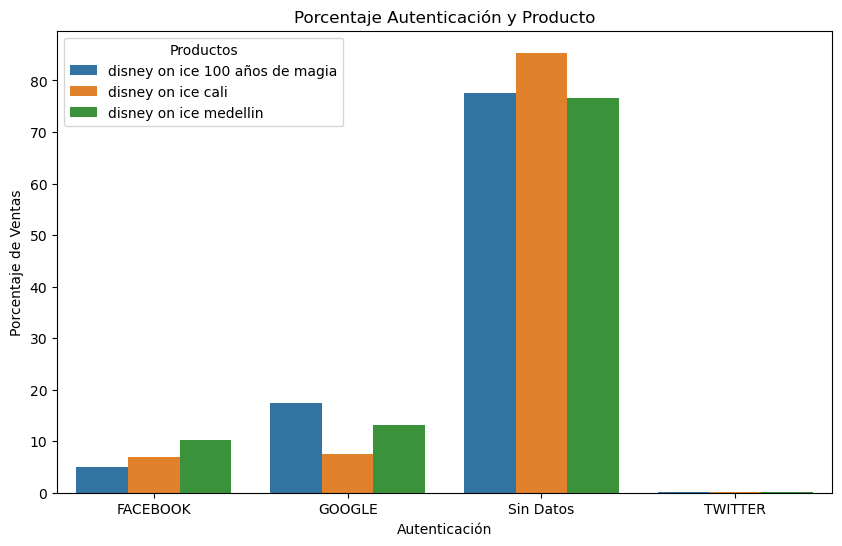 Porcentaje Autenticación y Producto
Productos
disney on ice 100 años de magia
disney on ice cali
disney on ice medellin
Porcentaje de Ventas
80
70
60
50
40
30
20
10
0
FACEBOOK GOOGLE Sin Datos TWITTER
Autenticación